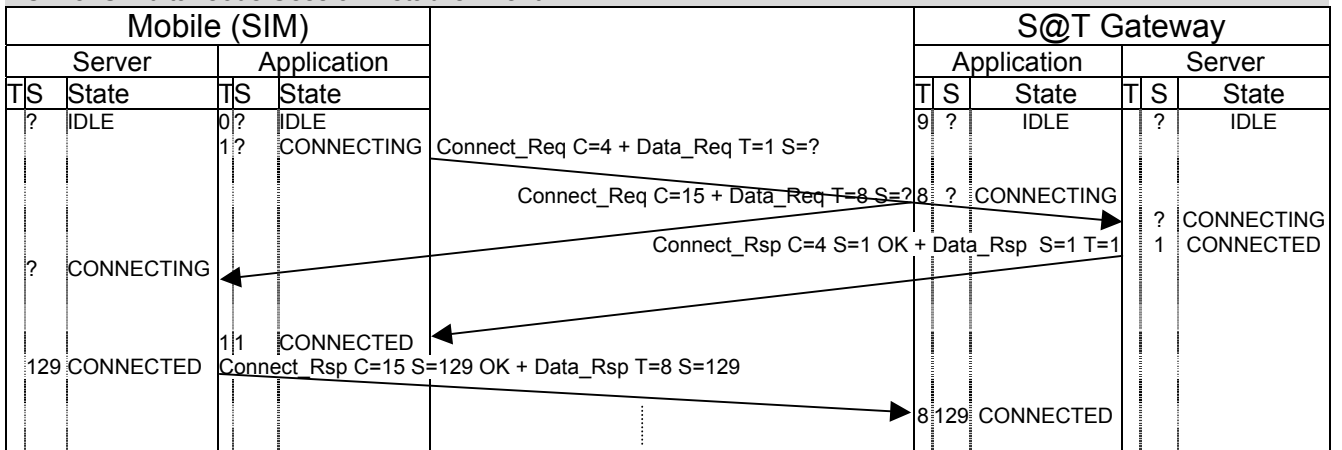 Mobile (SIM) S@T Gateway
Server Application Application Server
T S State T S State T S State T S State
? IDLE 0 ? IDLE 9 ? IDLE ? IDLE
1 ? CONNECTING Connect_Req C=4 + Data_Req T=1 S=?
Connect_Req C=15 + Data_Req T=8 S=? 8 ? CONNECTING
? CONNECTING
Connect_Rsp C=4 S=1 OK + Data_Rsp S=1 T=1 1 CONNECTED
? CONNECTING
1 1 CONNECTED
129 CONNECTED Connect_Rsp C=15 S=129 OK + Data_Rsp T=8 S=129
8 129 CONNECTED